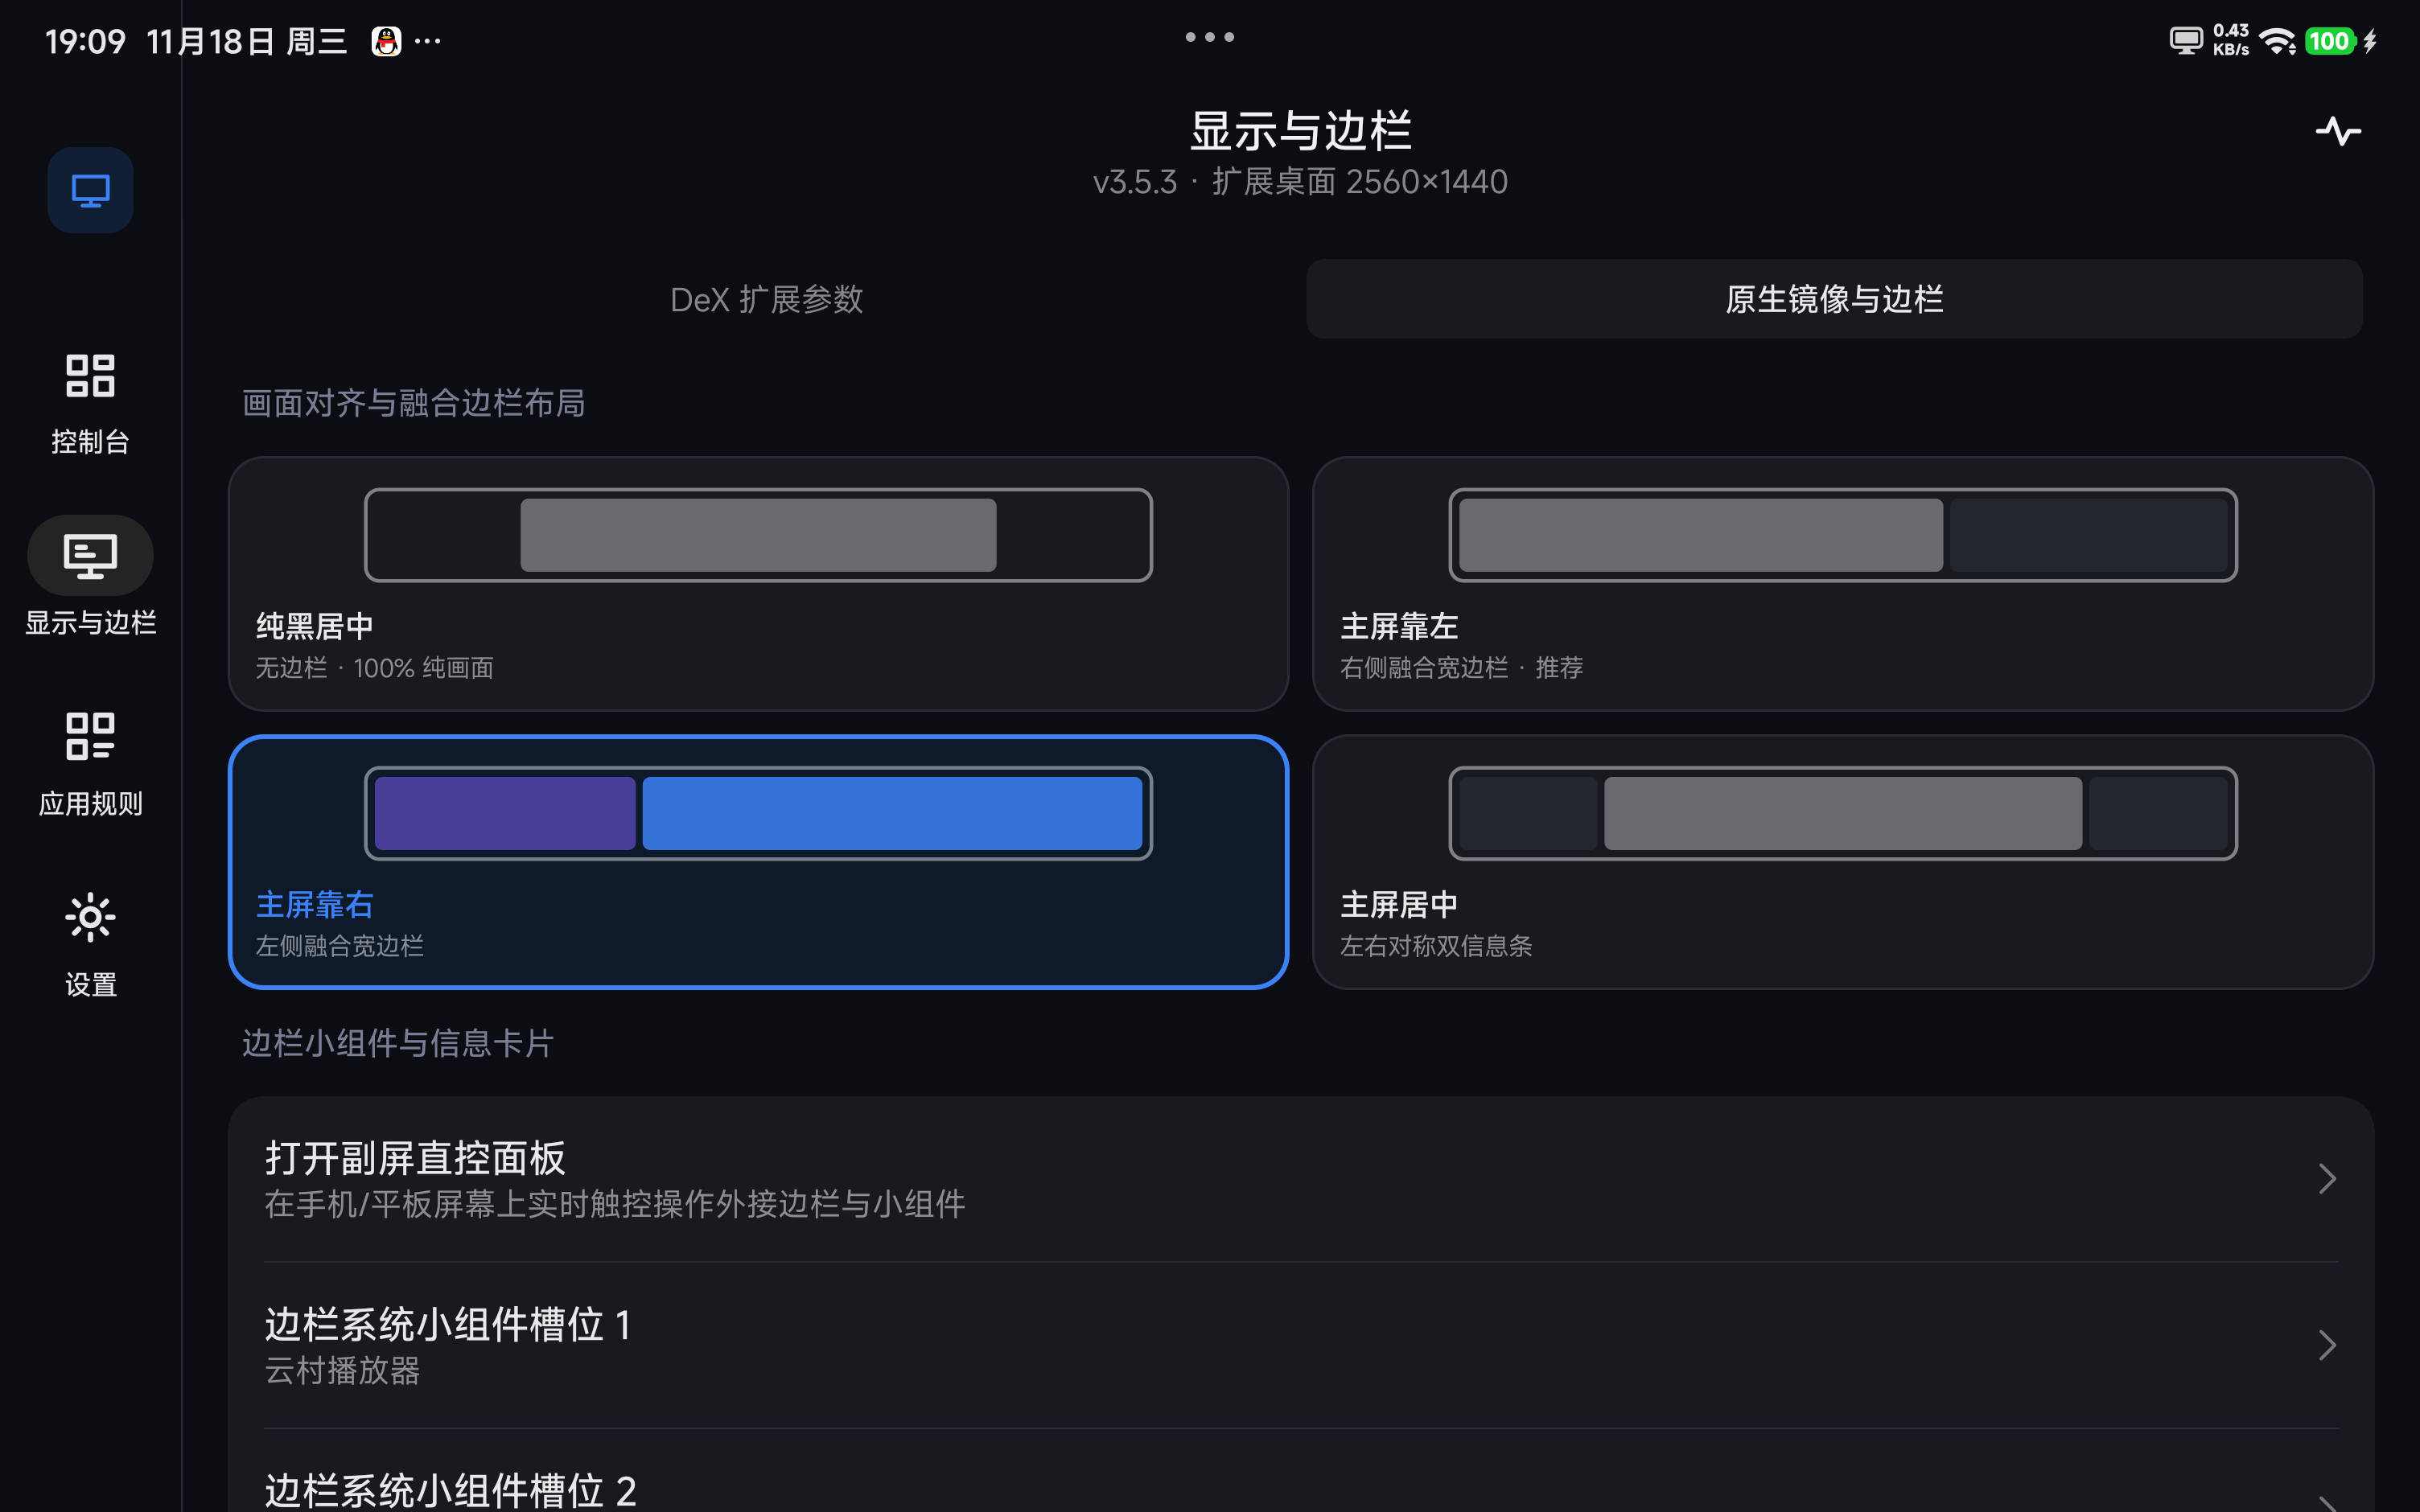 19:09 11月18日 周三 ···
0.43
KB/s
100
显示与边栏
v3.5.3 · 扩展桌面 2560×1440
DeX 扩展参数
原生镜像与边栏
控制台
显示与边栏
应用规则
设置
画面对齐与融合边栏布局
纯黑居中
无边栏 · 100% 纯画面
主屏靠左
右侧融合宽边栏 · 推荐
主屏靠右
左侧融合宽边栏
主屏居中
左右对称双信息条
边栏小组件与信息卡片
打开副屏直控面板
在手机/平板屏幕上实时触控操作外接边栏与小组件
边栏系统小组件槽位 1
云村播放器
边栏系统小组件槽位 2